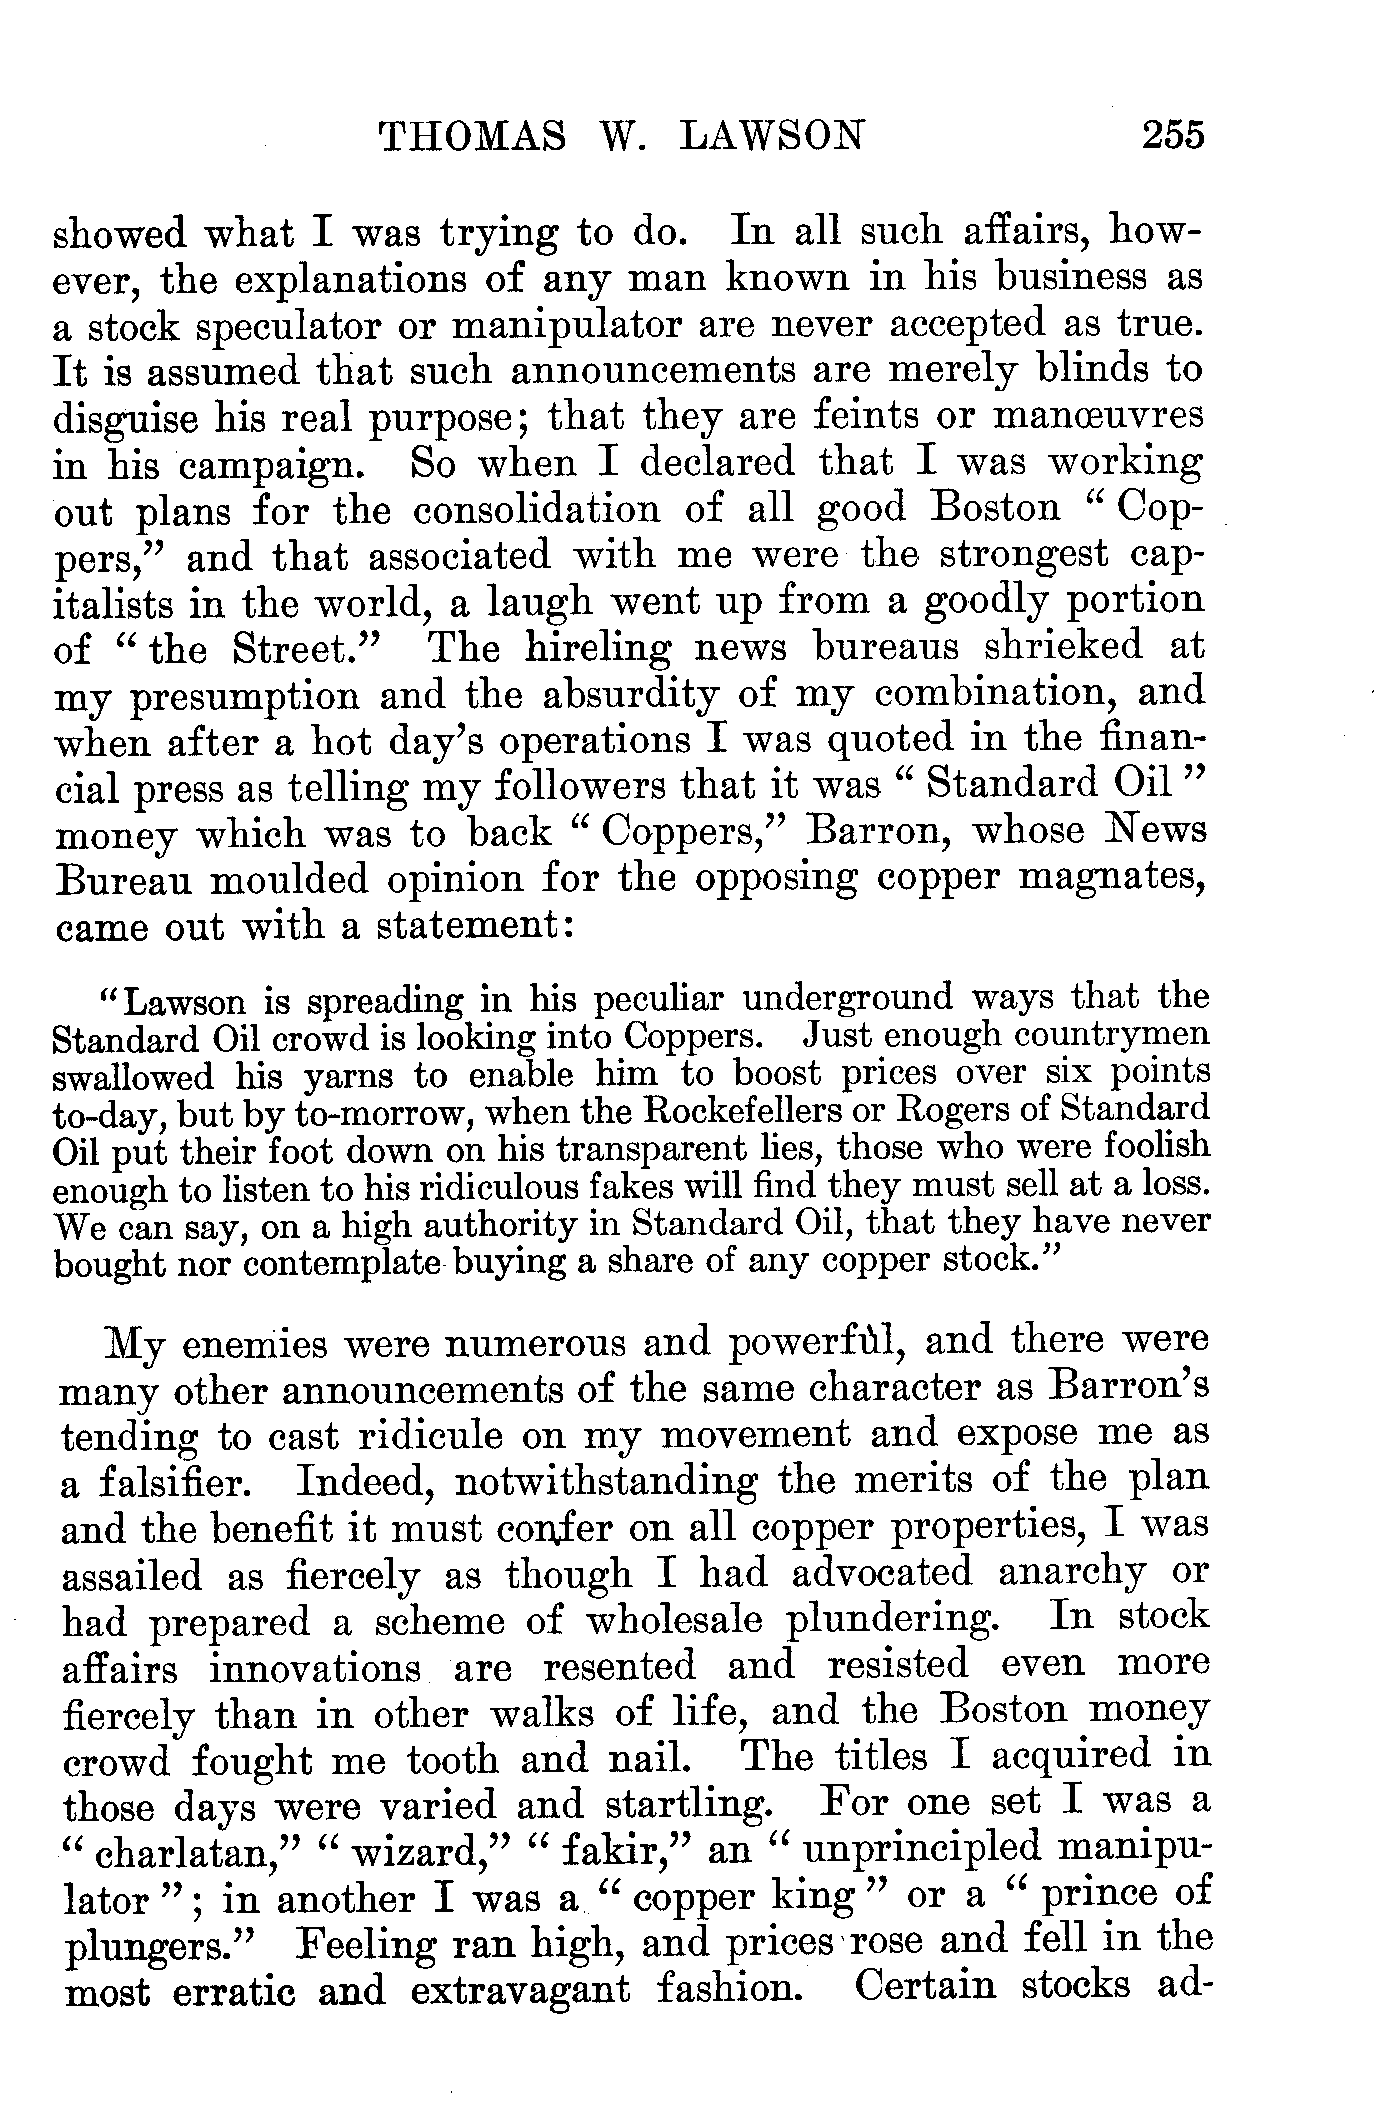 THOMAS W. LAWSON 255
showed what I was trying to do. In all such affairs, how-
ever, the explanations of any man known in his business as
a stock speculator or manipulator are never accepted as true.
It is assumed that such announcements are merely blinds to
disguise his real purpose; that they are feints or manœuvres
in his campaign. So when I declared that I was working
out plans for the consolidation of all good Boston “ Cop-
pers,” and that associated with me were the strongest cap-
italists in the world, a laugh went up from a goodly portion
of “ the Street.” The hireling news bureaus shrieked at
my presumption and the absurdity of my combination, and
when after a hot day’s operations I was quoted in the finan-
cial press as telling my followers that it was “ Standard Oil ”
money which was to back “ Coppers,” Barron, whose News
Bureau moulded opinion for the opposing copper magnates,
came out with a statement:
“Lawson is spreading in his peculiar underground ways that the
Standard Oil crowd is looking into Coppers. Just enough countrymen
swallowed his yarns to enable him to boost prices over six points
to-day, but by to-morrow, when the Rockefellers or Rogers of Standard
Oil put their foot down on his transparent lies, those who were foolish
enough to listen to his ridiculous fakes will find they must sell at a loss.
We can say, on a high authority in Standard Oil, that they have never
bought nor contemplate buying a share of any copper stock.”
My enemies were numerous and powerful, and there were
many other announcements of the same character as Barron’s
tending to cast ridicule on my movement and expose me as
a falsifier. Indeed, notwithstanding the merits of the plan
and the benefit it must confer on all copper properties, I was
assailed as fiercely as though I had advocated anarchy or
had prepared a scheme of wholesale plundering. In stock
affairs innovations are resented and resisted even more
fiercely than in other walks of life, and the Boston money
crowd fought me tooth and nail. The titles I acquired in
those days were varied and startling. For one set I was a
“ charlatan,” “ wizard,” “ fakir,” an “ unprincipled manipu-
lator ”; in another I was a “ copper king ” or a “ prince of
plungers.” Feeling ran high, and prices rose and fell in the
most erratic and extravagant fashion. Certain stocks ad-